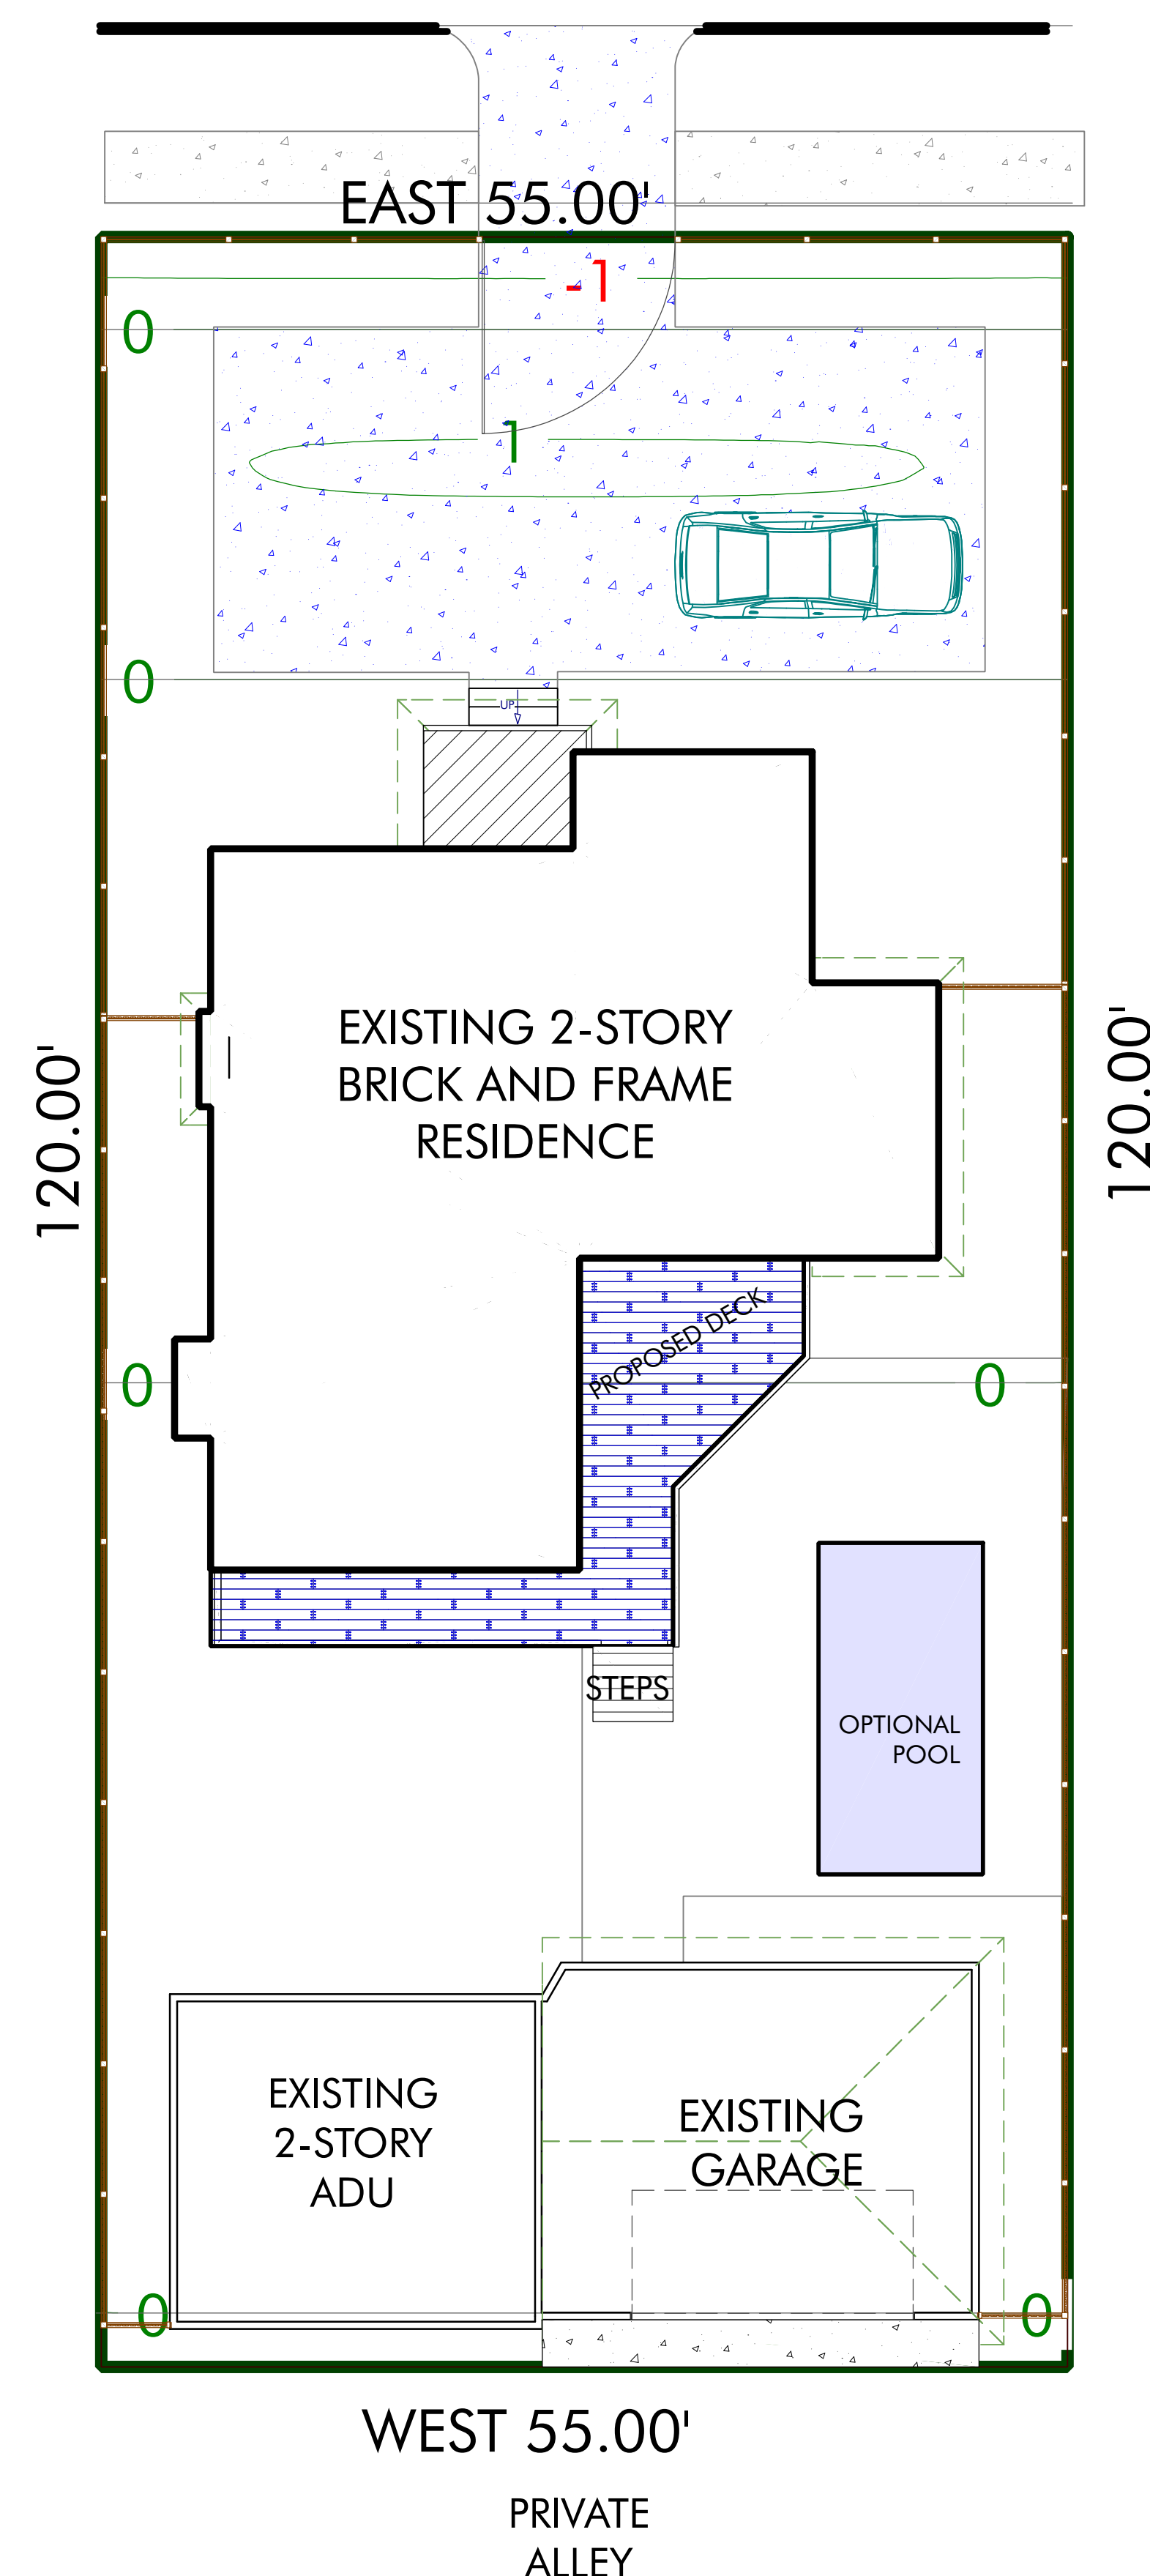 EAST 55.00'
-1
0
1
0
UP
EXISTING 2-STORY
BRICK AND FRAME
RESIDENCE
120.00'
120.00'
PROPOSED DECK
0
0
STEPS
OPTIONAL
POOL
EXISTING
2-STORY
ADU
EXISTING
GARAGE
0
0
WEST 55.00'
PRIVATE
ALLEY